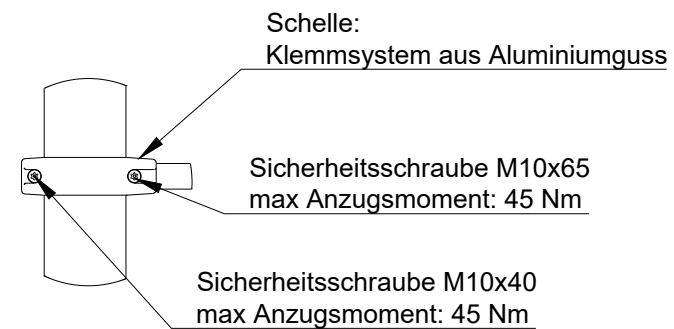 Schelle:
Klemmsystem aus Aluminiumguss
Sicherheitsschraube M10x65
max Anzugsmoment: 45 Nm
Sicherheitsschraube M10x40
max Anzugsmoment: 45 Nm